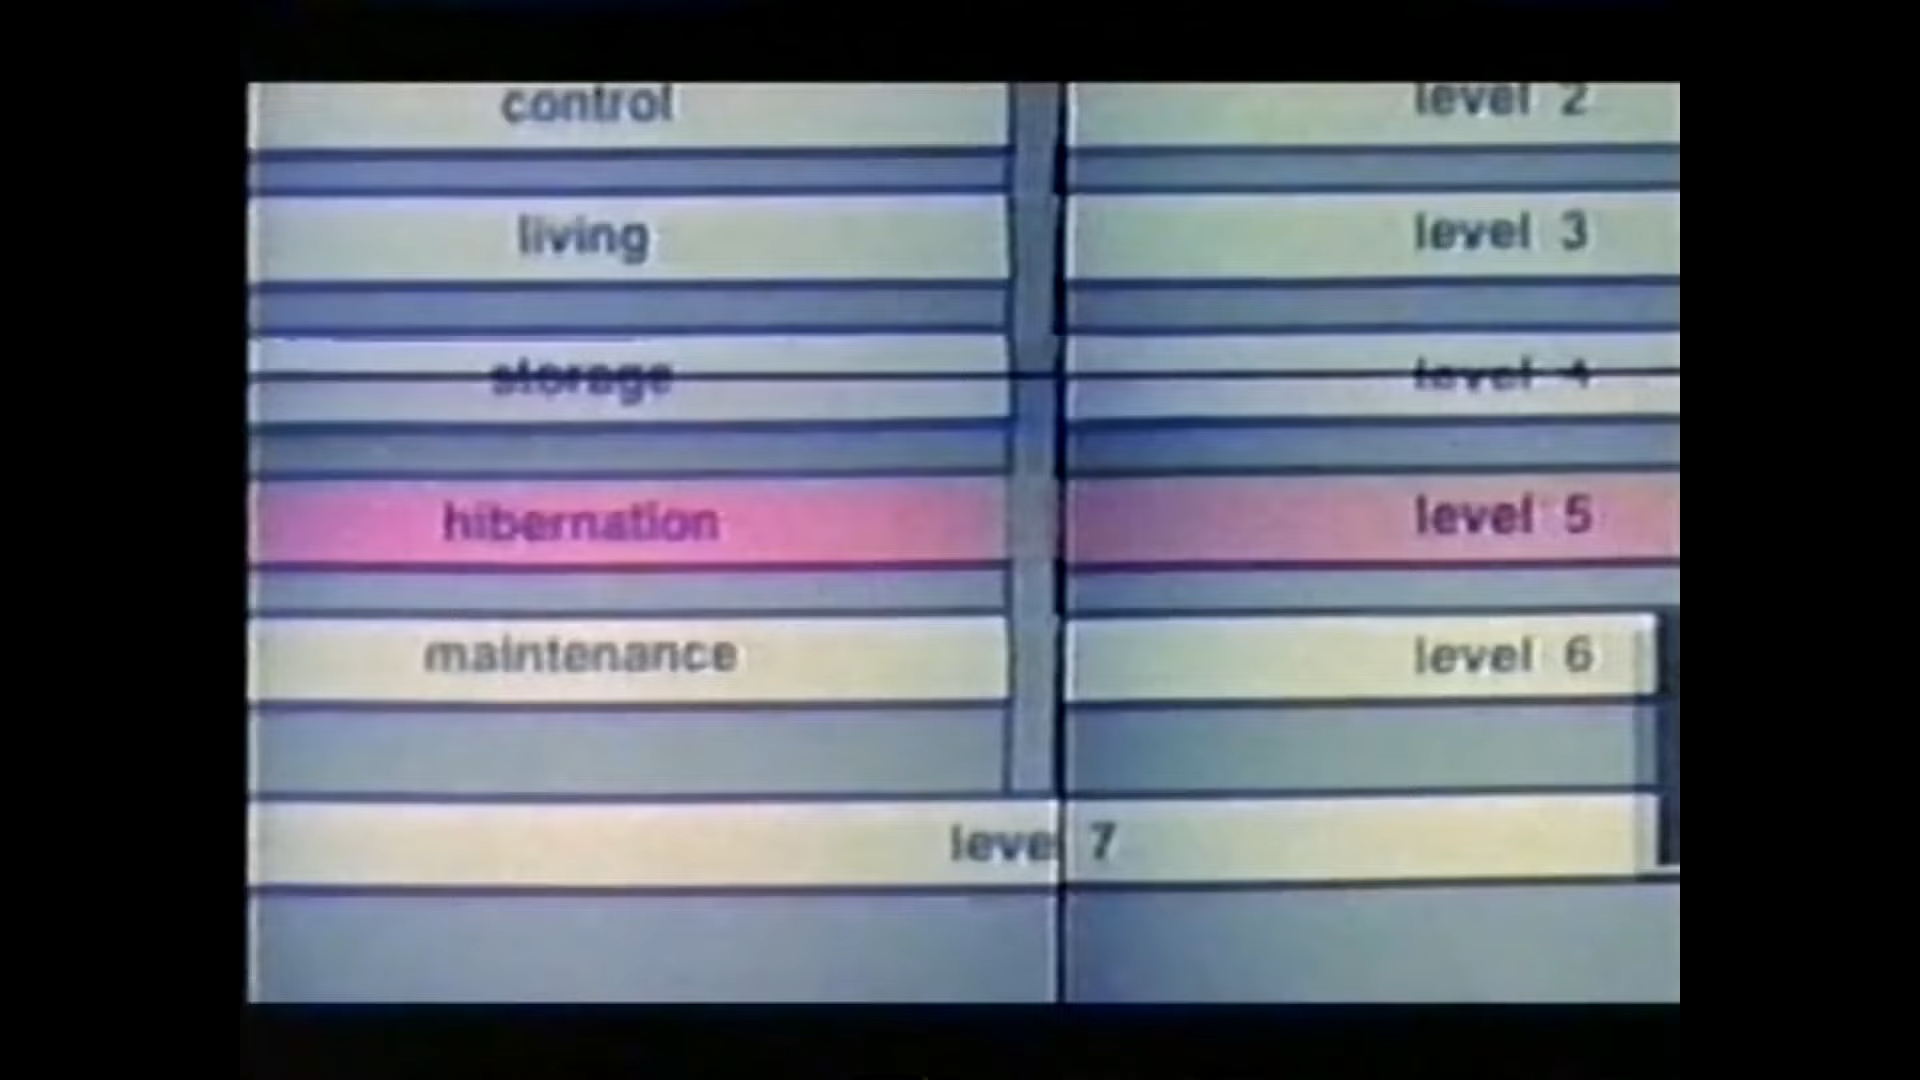 control level 2
living level 3
storage level 4
hibernation level 5
maintenance level 6
level 7